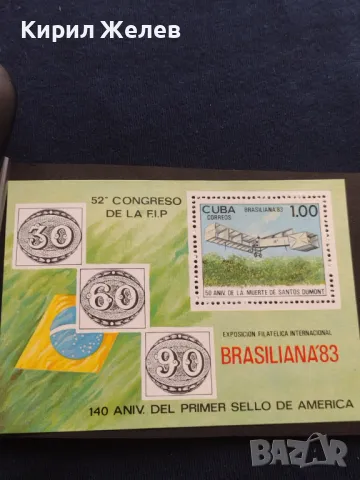 Кирил Желев
52° CONGRESO
DE LA F.I.P
30
60
90
CUBA
CORREOS
BRASILIANA'83
1.00
50 ANIV. DE LA MUERTE DE SANTOS DUMONT
EXPOSICION FILATELICA INTERNACIONAL
BRASILIANA'83
140 ANIV. DEL PRIMER SELLO DE AMERICA
BAZAR